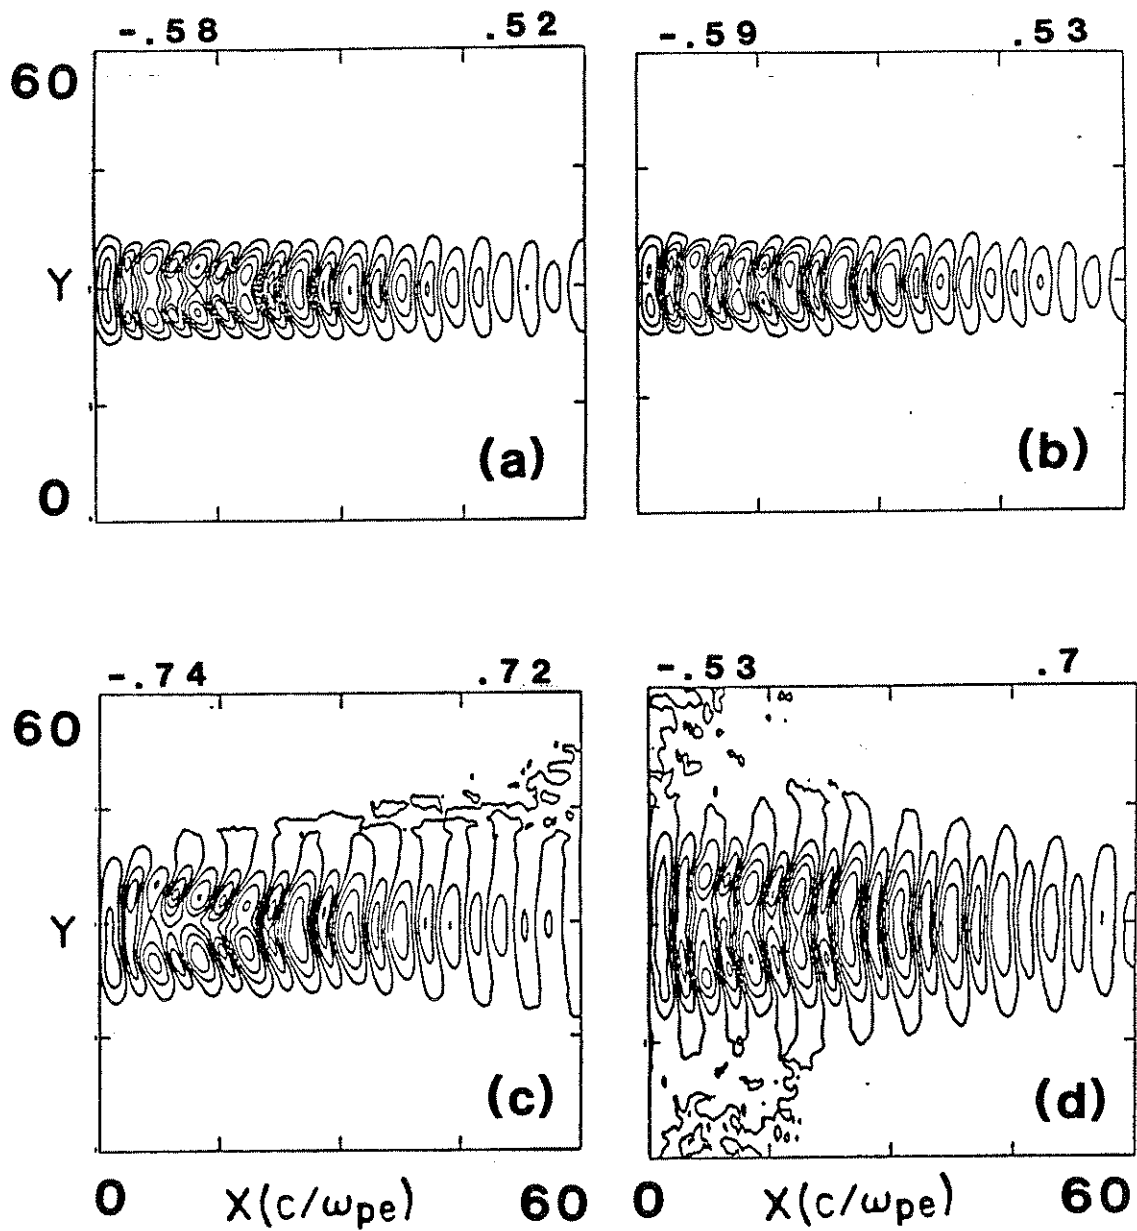 -.58 .52
-.59 .53
60
Y
0
(a)
(b)
-.74 .72
-.53 .7
60
Y
(c)
(d)
0 X(c/ωpe) 60
0 X(c/ωpe) 60